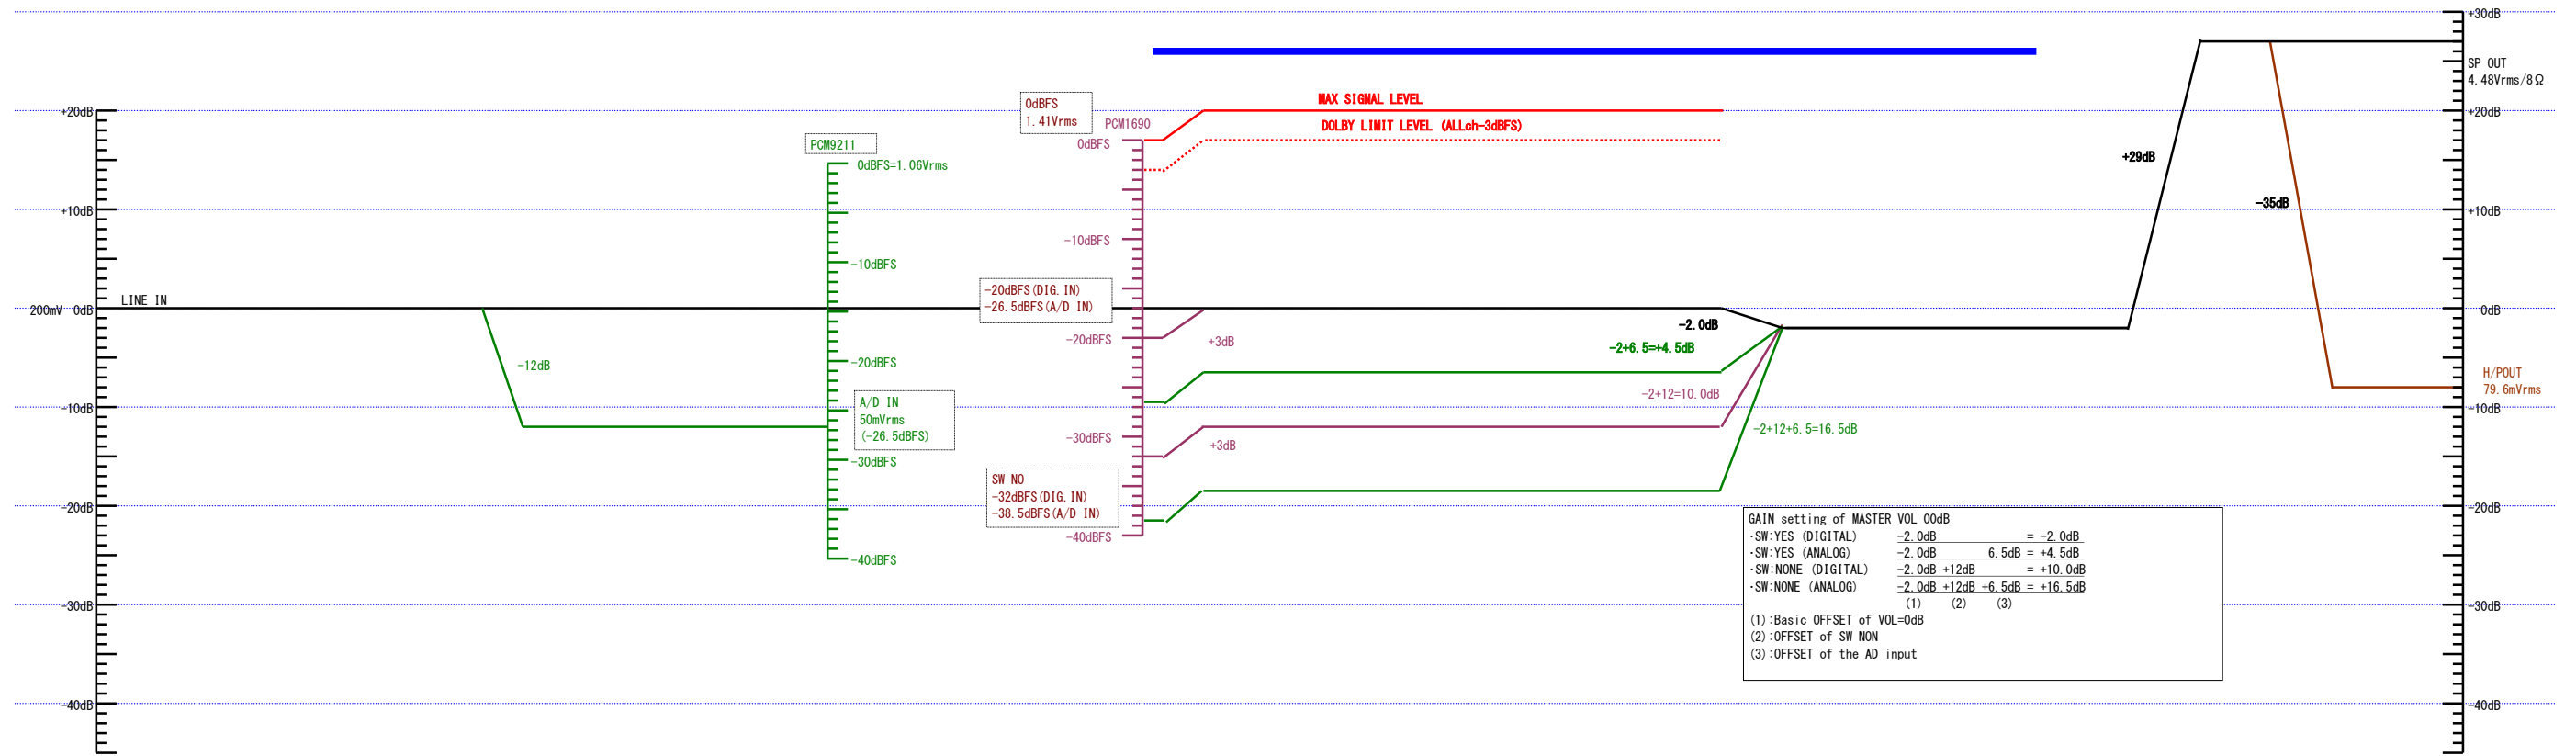 +30dB
SP OUT
4.48Vrms/8Ω
+20dB
+10dB
200mV 0dB
-10dB
-20dB
-30dB
-40dB
LINE IN
-12dB
PCM9211
0dBFS=1.06Vrms
-10dBFS
-20dBFS
A/D IN
50mVrms
(-26.5dBFS)
-30dBFS
-40dBFS
0dBFS
1.41Vrms
PCM1690
0dBFS
-10dBFS
-20dBFS(DIG.IN)
-26.5dBFS(A/D IN)
-20dBFS
-30dBFS
SW NO
-32dBFS(DIG.IN)
-38.5dBFS(A/D IN)
-40dBFS
MAX SIGNAL LEVEL
DOLBY LIMIT LEVEL (ALLch-3dBFS)
+3dB
+3dB
-2.0dB
-2+6.5=+4.5dB
-2+12=10.0dB
-2+12+6.5=16.5dB
+29dB
-35dB
+20dB
+10dB
0dB
H/POUT
79.6mVrms
-10dB
-20dB
-30dB
-40dB
GAIN setting of MASTER VOL 00dB
・SW:YES (DIGITAL) -2.0dB = -2.0dB
・SW:YES (ANALOG) -2.0dB 6.5dB = +4.5dB
・SW:NONE (DIGITAL) -2.0dB +12dB = +10.0dB
・SW:NONE (ANALOG) -2.0dB +12dB +6.5dB = +16.5dB
(1) (2) (3)
(1):Basic OFFSET of VOL=0dB
(2):OFFSET of SW NON
(3):OFFSET of the AD input